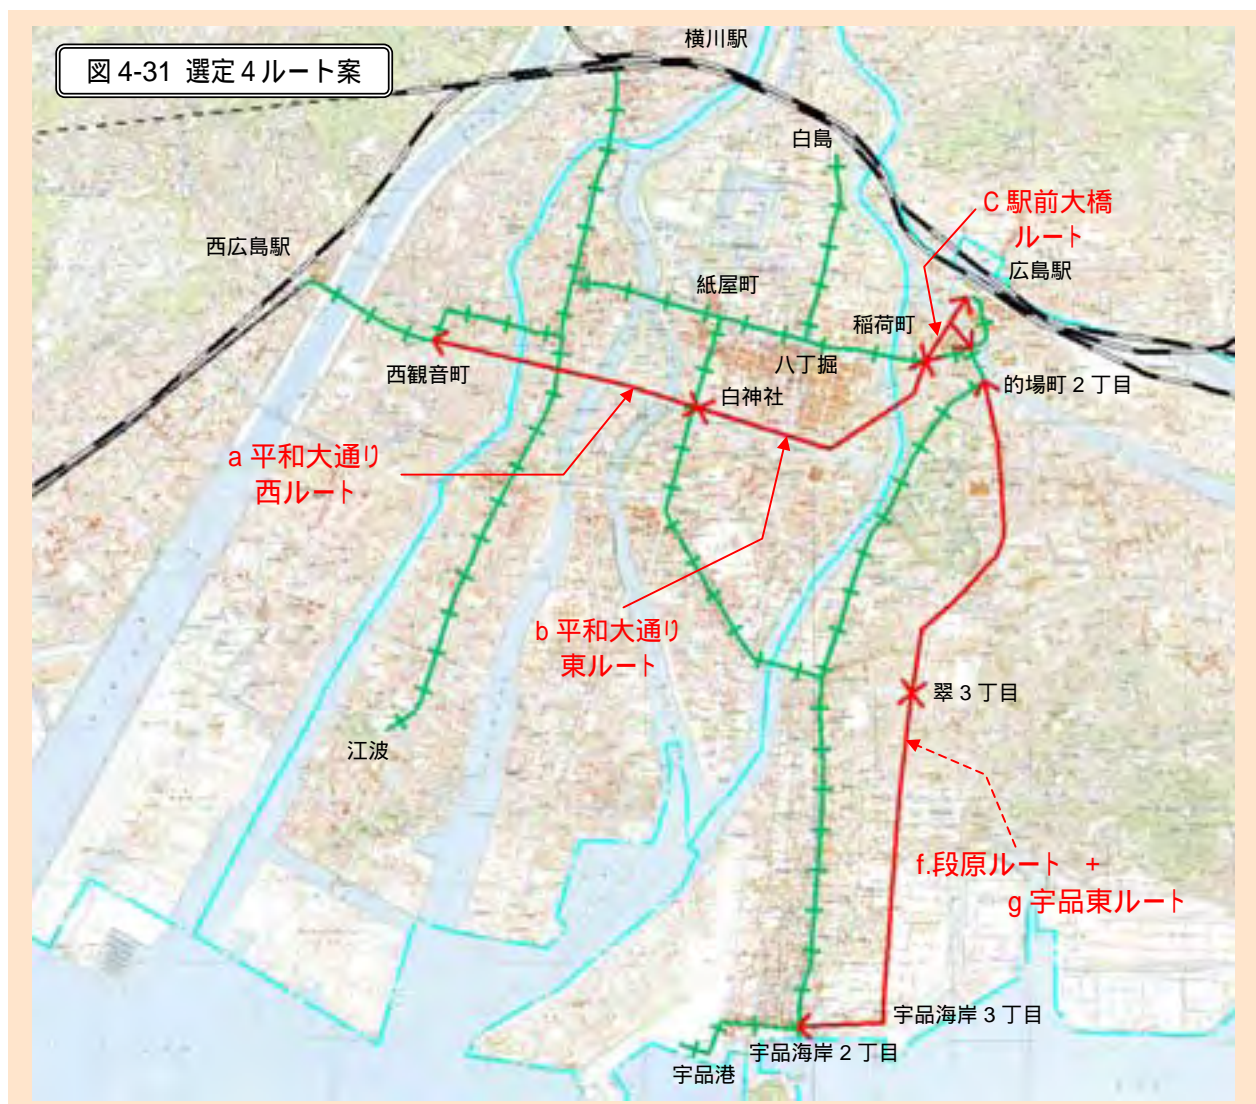 図 4-31 選定４ルート案
横川駅
白島
C 駅前大橋
ルート
広島駅
西広島駅
紙屋町
稲荷町
八丁掘
西観音町
白神社
的場町 2 丁目
a 平和大通り
西ルート
b 平和大通り
東ルート
翠 3 丁目
江波
f.段原ルート　+
g 宇品東ルート
宇品海岸 3 丁目
宇品海岸 2 丁目
宇品港